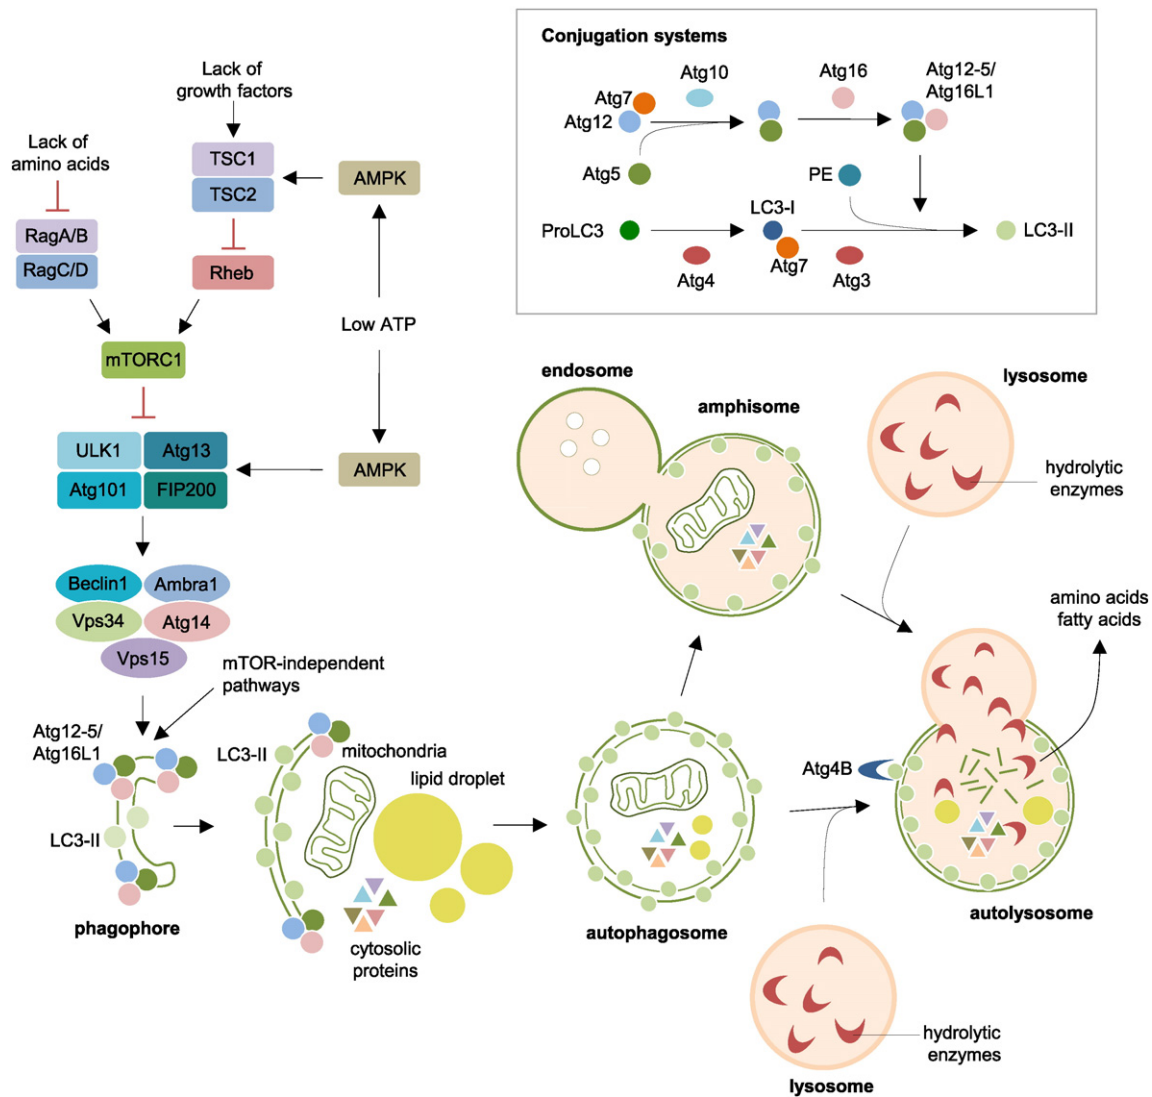 Conjugation systems
Atg10
Atg16
Atg12-5/
Atg16L1
Atg7
Atg12
Atg5
PE
ProLC3
LC3-I
LC3-II
Atg4
Atg7
Atg3
Lack of
growth factors
Lack of
amino acids
TSC1
TSC2
AMPK
RagA/B
RagC/D
Rheb
Low ATP
mTORC1
ULK1
Atg13
Atg101
FIP200
AMPK
Beclin1
Ambra1
Vps34
Atg14
Vps15
mTOR-independent
pathways
Atg12-5/
Atg16L1
LC3-II
phagophore
LC3-II
mitochondria
lipid droplet
cytosolic
proteins
endosome
amphisome
lysosome
hydrolytic
enzymes
amino acids
fatty acids
Atg4B
autophagosome
autolysosome
hydrolytic
enzymes
lysosome